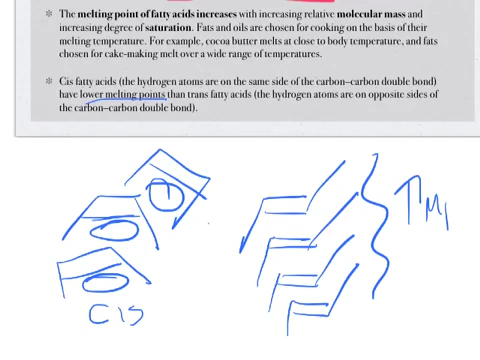 * The melting point of fatty acids increases with increasing relative molecular mass and
increasing degree of saturation. Fats and oils are chosen for cooking on the basis of their
melting temperature. For example, cocoa butter melts at close to body temperature, and fats
chosen for cake-making melt over a wide range of temperatures.
* Cis fatty acids (the hydrogen atoms are on the same side of the carbon–carbon double bond)
have lower melting points than trans fatty acids (the hydrogen atoms are on opposite sides of
the carbon–carbon double bond).
CIS